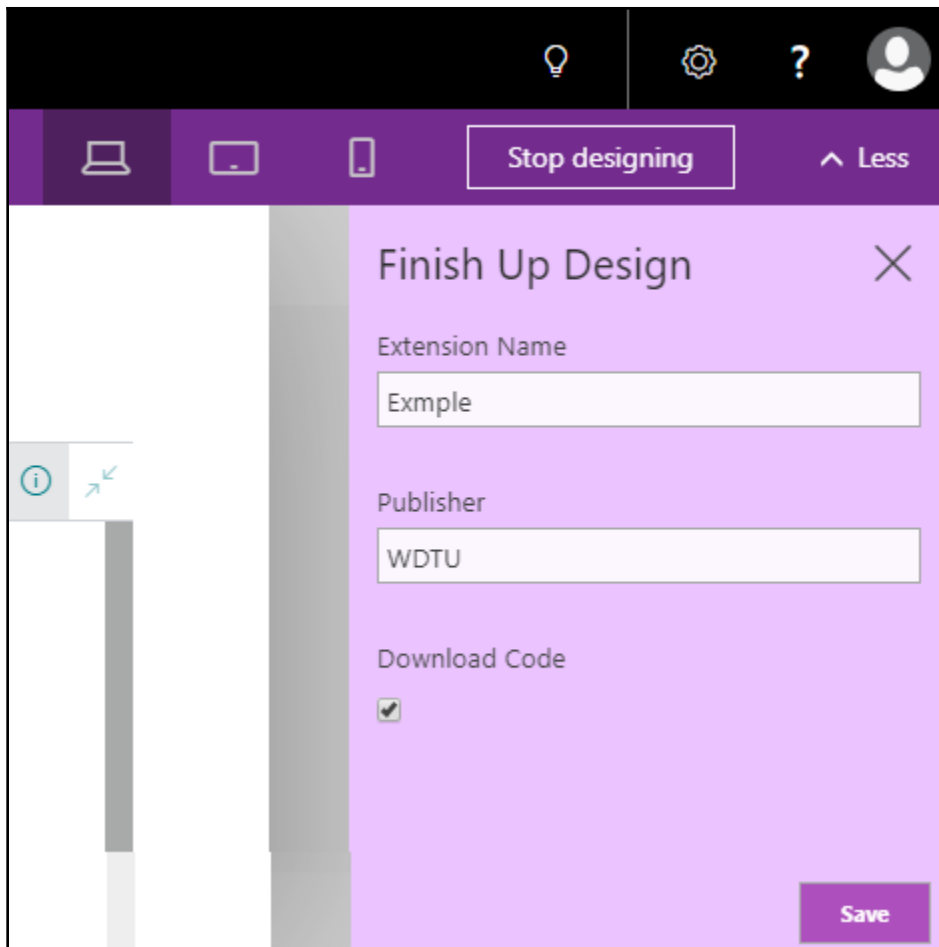 ?
Stop designing
Less
Finish Up Design
Extension Name
Exmple
Publisher
WDTU
Download Code
Save